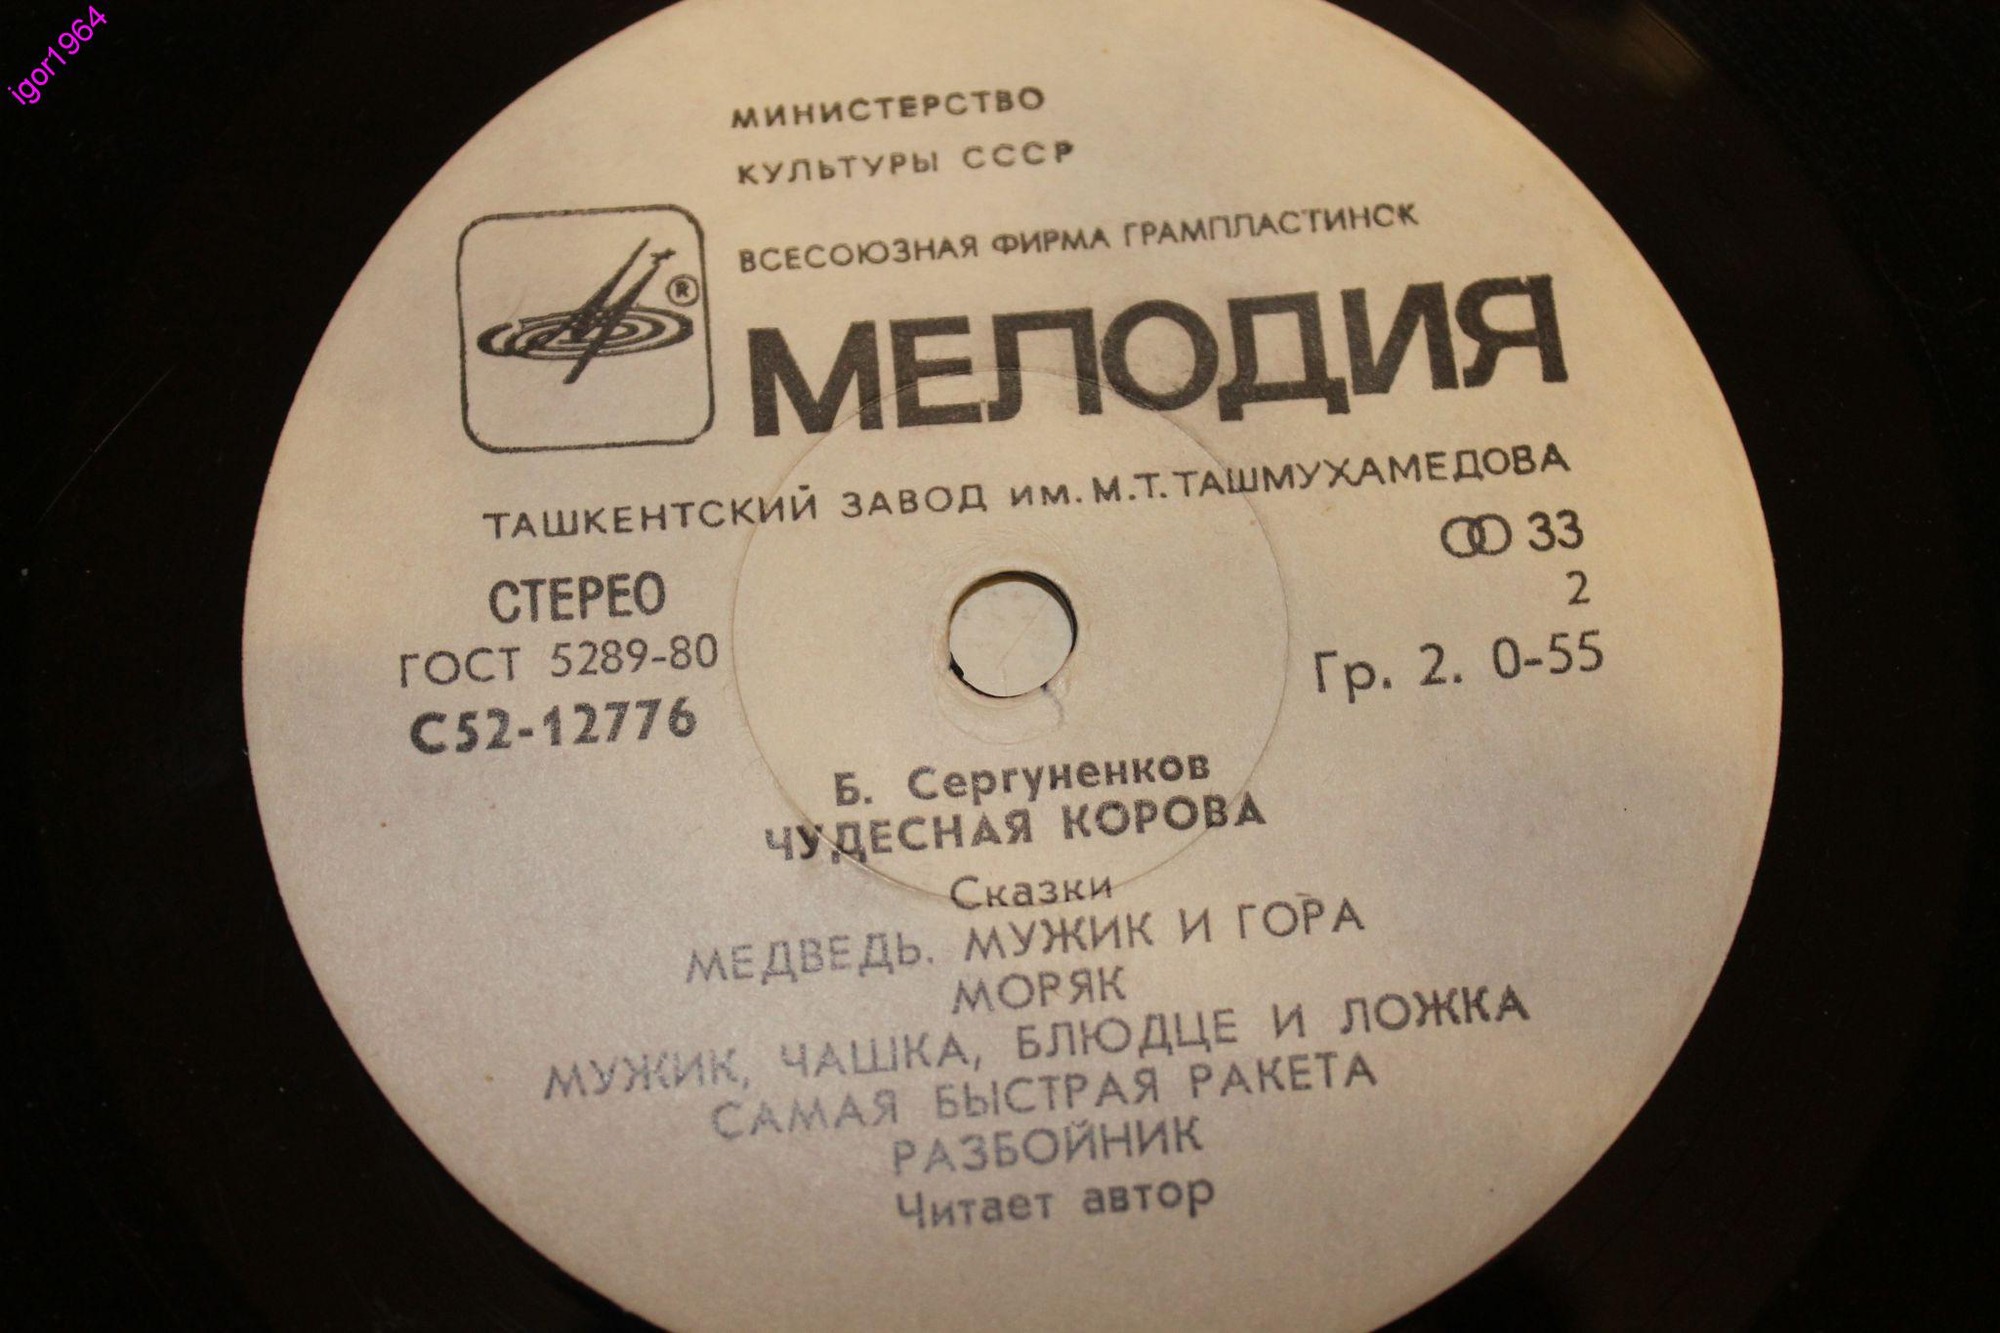 igor1964
МИНИСТЕРСТВО
КУЛЬТУРЫ СССР
ВСЕСОЮЗНАЯ ФИРМА ГРАМПЛАСТИНОК
®
МЕЛОДИЯ
ТАШКЕНТСКИЙ ЗАВОД ИМ. М.Т. ТАШМУХАМЕДОВА
СТЕРЕО
33
ГОСТ 5289-80
2
С52-12776
Гр. 2. 0-55
Б. Сергуненков
ЧУДЕСНАЯ КОРОВА
Сказки
МЕДВЕДЬ. МУЖИК И ГОРА
МОРЯК
МУЖИК, ЧАШКА, БЛЮДЦЕ И ЛОЖКА
САМАЯ БЫСТРАЯ РАКЕТА
РАЗБОЙНИК
Читает автор